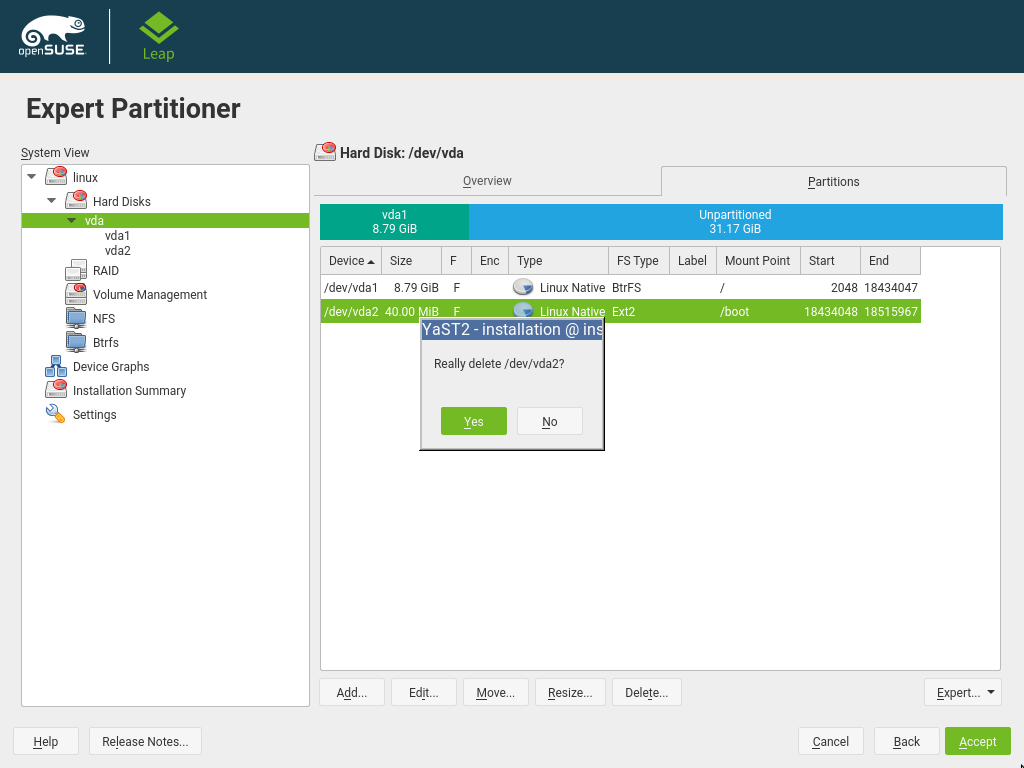 openSUSE
Leap
Expert Partitioner
System View
linux
Hard Disks
vda
vda1
vda2
RAID
Volume Management
NFS
Btrfs
Device Graphs
Installation Summary
Settings
Hard Disk: /dev/vda
Overview Partitions
vda1 Unpartitioned
8.79 GiB 31.17 GiB
Device Size F Enc Type FS Type Label Mount Point Start End
/dev/vda1 8.79 GiB F Linux Native BtrFS / 2048 18434047
/dev/vda2 40.00 MiB F Linux Native Ext2 /boot 18434048 18515967
YaST2 - installation @ ins
Really delete /dev/vda2?
Yes No
Add... Edit... Move... Resize... Delete... Expert...
Help Release Notes... Cancel Back Accept